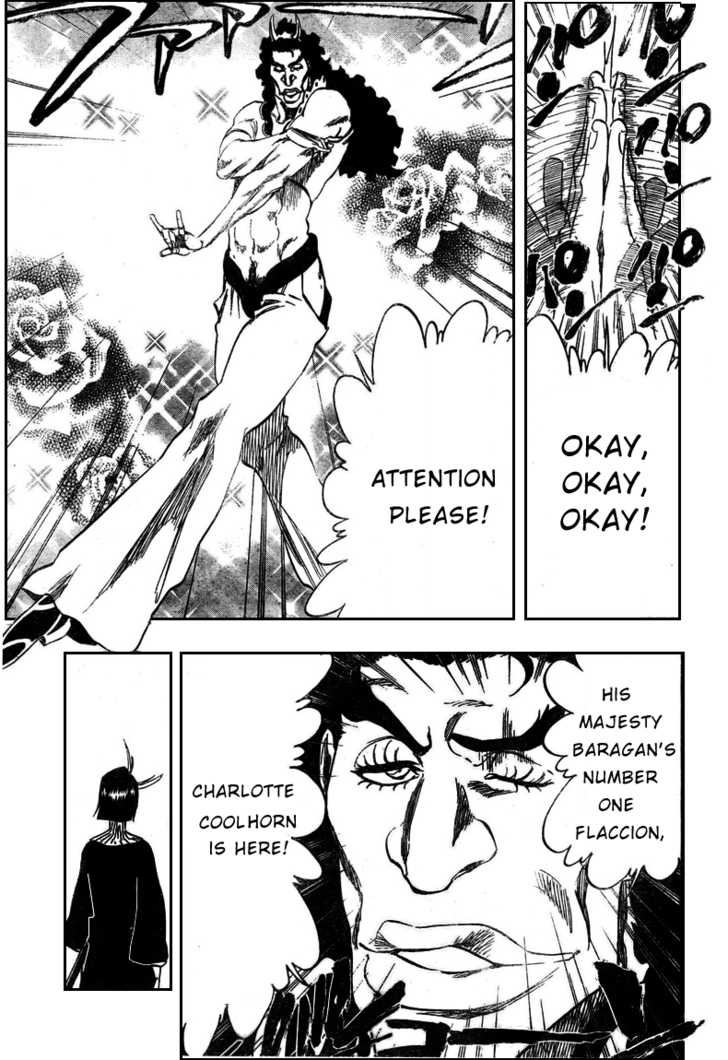 OKAY,
OKAY,
OKAY!
ATTENTION
PLEASE!
HIS
MAJESTY
BARAGAN'S
NUMBER
ONE
FLACCION,
CHARLOTTE
COOLHORN
IS HERE!